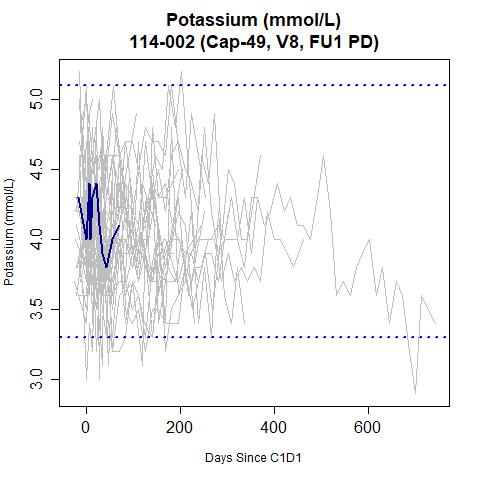 Potassium (mmol/L)
114-002 (Cap-49, V8, FU1 PD)
Potassium (mmol/L)
5.0
4.5
4.0
3.5
3.0
0 200 400 600
Days Since C1D1